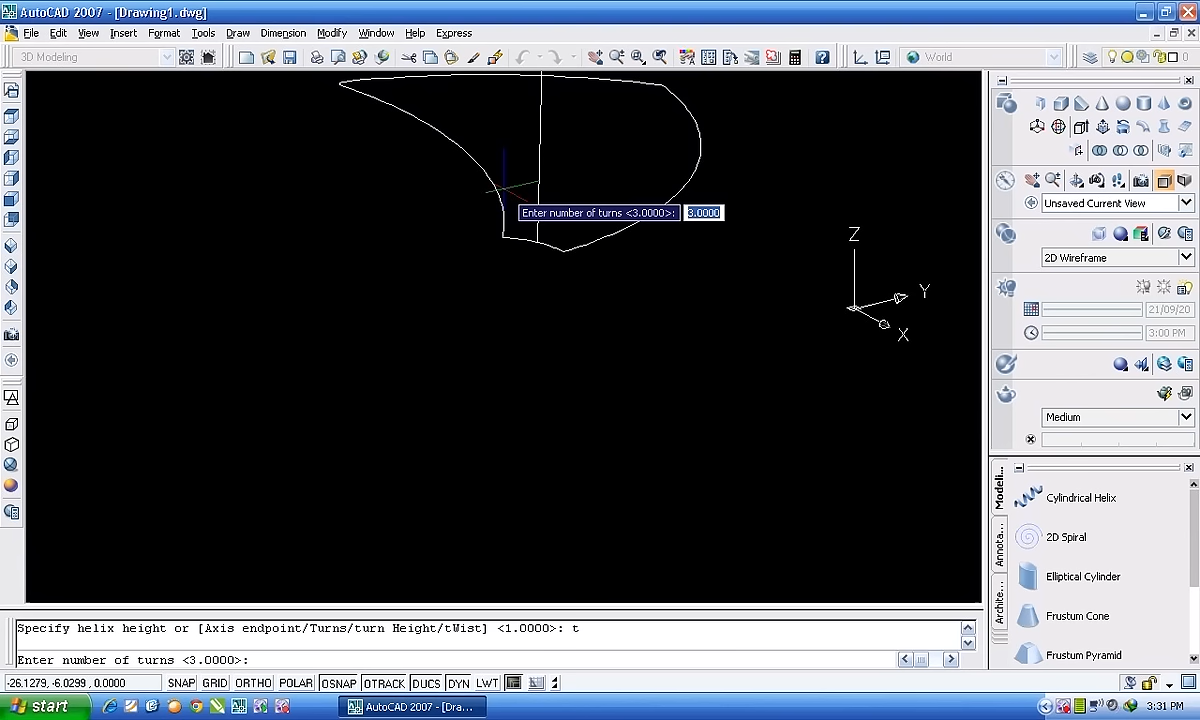 AutoCAD 2007 - [Drawing1.dwg]
File Edit View Insert Format Tools Draw Dimension Modify Window Help Express
3D Modeling
World
0
Unsaved Current View
Enter number of turns <3.0000>: 3.0000
Z
Y
X
2D Wireframe
21/09/20
3:00 PM
Medium
Modeli...
Annota...
Archite...
Cylindrical Helix
2D Spiral
Elliptical Cylinder
Frustum Cone
Frustum Pyramid
Specify helix height or [Axis endpoint/Turns/turn Height/tWist] <1.0000>: t
Enter number of turns <3.0000>:
-26.1279, -6.0299, 0.0000 SNAP GRID ORTHO POLAR OSNAP OTRACK DUCS DYN LWT
start AutoCAD 2007 - [Dra... 3:31 PM